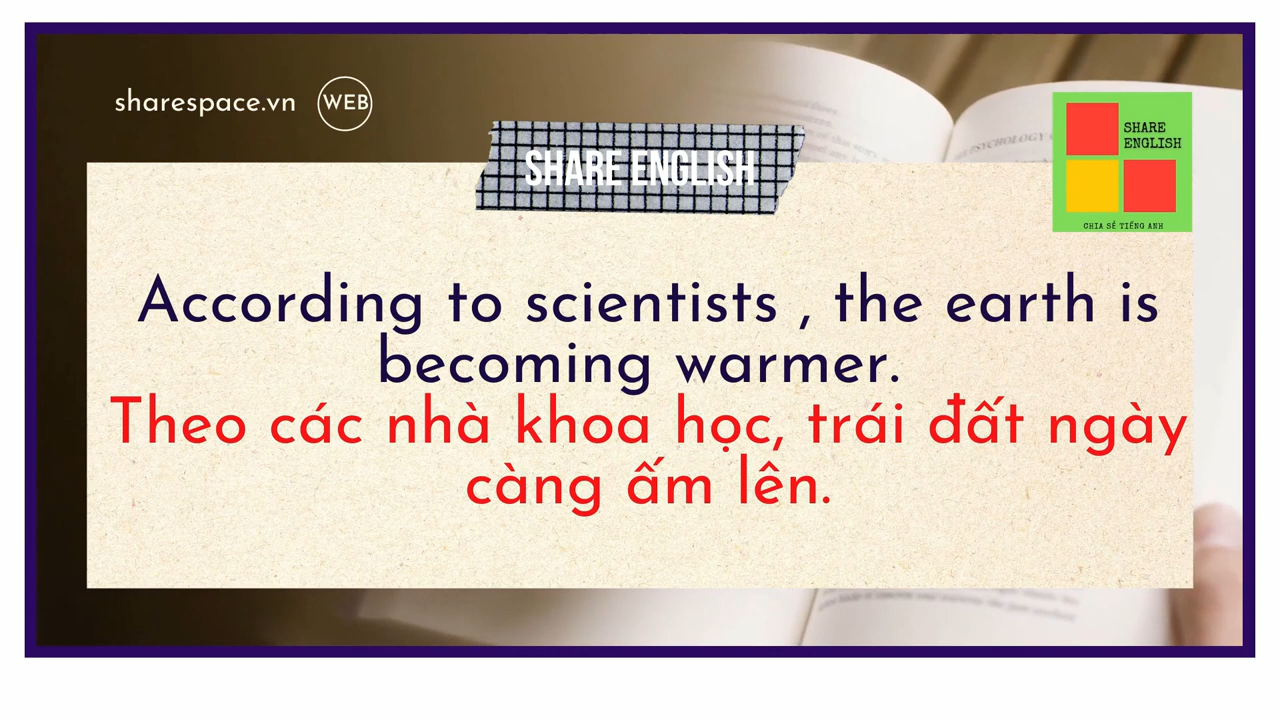 sharespace.vn WEB
SHARE ENGLISH
SHARE
ENGLISH
CHIA SẺ TIẾNG ANH
According to scientists , the earth is
becoming warmer.
Theo các nhà khoa học, trái đất ngày
càng ấm lên.